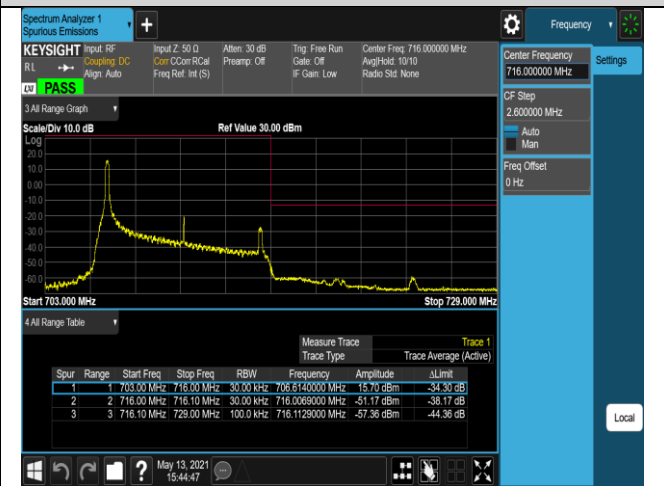 Spectrum Analyzer 1
Spurious Emissions
Frequency
KEYSIGHT
RL
Input: RF
Coupling: DC
Align: Auto
Input Z: 50 Ω
Corr CCorr RCal
Freq Ref: Int (S)
Atten: 30 dB
Preamp: Off
Trig: Free Run
Gate: Off
IF Gain: Low
Center Freq: 716.000000 MHz
Avg|Hold: 10/10
Radio Std: None
PASS
Center Frequency
716.000000 MHz
Settings
CF Step
2.600000 MHz
Auto
Man
Freq Offset
0 Hz
3 All Range Graph
Scale/Div 10.0 dB
Ref Value 30.00 dBm
Log
20.0
10.0
0.00
-10.0
-20.0
-30.0
-40.0
-50.0
-60.0
Start 703.000 MHz
Stop 729.000 MHz
4 All Range Table
Measure Trace Trace 1
Trace Type Trace Average (Active)
Spur Range Start Freq Stop Freq RBW Frequency Amplitude ΔLimit
1 1 703.00 MHz 716.00 MHz 30.00 kHz 706.6140000 MHz 15.70 dBm -34.30 dB
2 2 716.00 MHz 716.10 MHz 30.00 kHz 716.0069000 MHz -51.17 dBm -38.17 dB
3 3 716.10 MHz 729.00 MHz 100.0 kHz 716.1129000 MHz -57.36 dBm -44.36 dB
Local
May 13, 2021
15:44:47